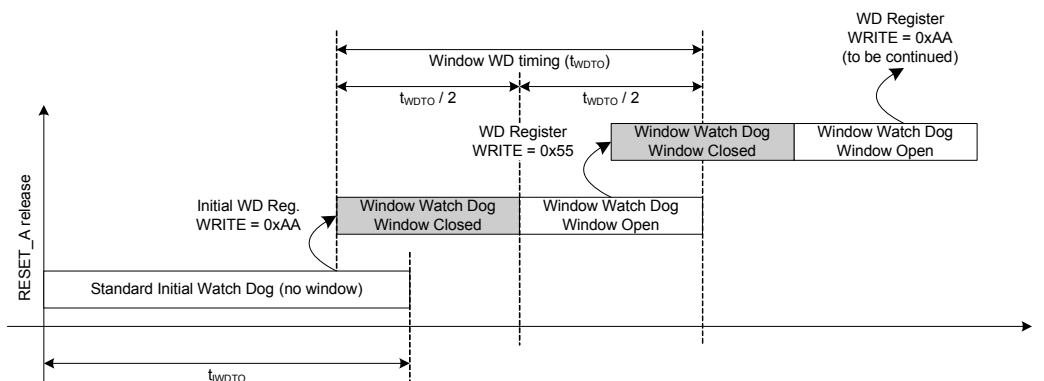 WD Register
WRITE = 0xAA
(to be continued)
Window WD timing (tWDTO)
tWDTO / 2
tWDTO / 2
WD Register
WRITE = 0x55
Window Watch Dog
Window Closed
Window Watch Dog
Window Open
Initial WD Reg.
WRITE = 0xAA
Window Watch Dog
Window Closed
Window Watch Dog
Window Open
RESET_A release
Standard Initial Watch Dog (no window)
tIWDTO